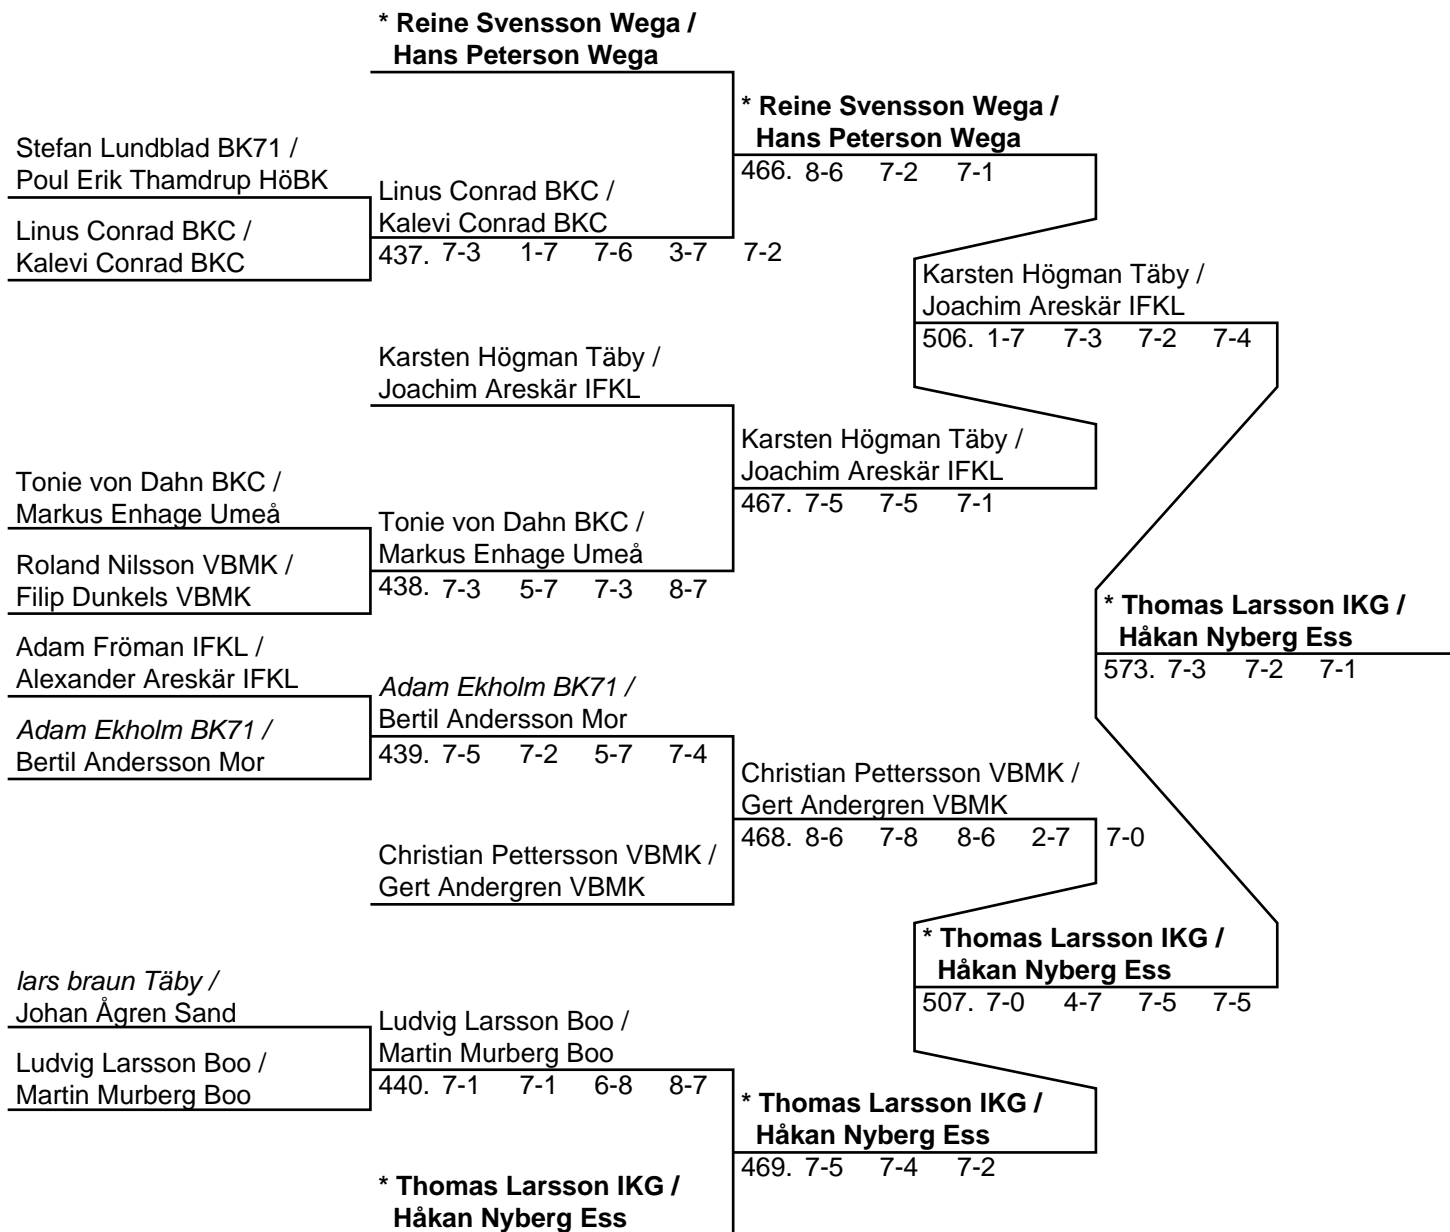 * Reine Svensson Wega /
Hans Peterson Wega
Stefan Lundblad BK71 /
Poul Erik Thamdrup HöBK
Linus Conrad BKC /
Kalevi Conrad BKC
Linus Conrad BKC /
Kalevi Conrad BKC
437. 7-3 1-7 7-6 3-7 7-2
* Reine Svensson Wega /
Hans Peterson Wega
466. 8-6 7-2 7-1
Karsten Högman Täby /
Joachim Areskär IFKL
506. 1-7 7-3 7-2 7-4
Karsten Högman Täby /
Joachim Areskär IFKL
Karsten Högman Täby /
Joachim Areskär IFKL
467. 7-5 7-5 7-1
Tonie von Dahn BKC /
Markus Enhage Umeå
Roland Nilsson VBMK /
Filip Dunkels VBMK
Tonie von Dahn BKC /
Markus Enhage Umeå
438. 7-3 5-7 7-3 8-7
* Thomas Larsson IKG /
Håkan Nyberg Ess
573. 7-3 7-2 7-1
Adam Fröman IFKL /
Alexander Areskär IFKL
Adam Ekholm BK71 /
Bertil Andersson Mor
Adam Ekholm BK71 /
Bertil Andersson Mor
439. 7-5 7-2 5-7 7-4
Christian Pettersson VBMK /
Gert Andergren VBMK
468. 8-6 7-8 8-6 2-7 7-0
Christian Pettersson VBMK /
Gert Andergren VBMK
* Thomas Larsson IKG /
Håkan Nyberg Ess
507. 7-0 4-7 7-5 7-5
lars braun Täby /
Johan Ågren Sand
Ludvig Larsson Boo /
Martin Murberg Boo
Ludvig Larsson Boo /
Martin Murberg Boo
440. 7-1 7-1 6-8 8-7
* Thomas Larsson IKG /
Håkan Nyberg Ess
469. 7-5 7-4 7-2
* Thomas Larsson IKG /
Håkan Nyberg Ess